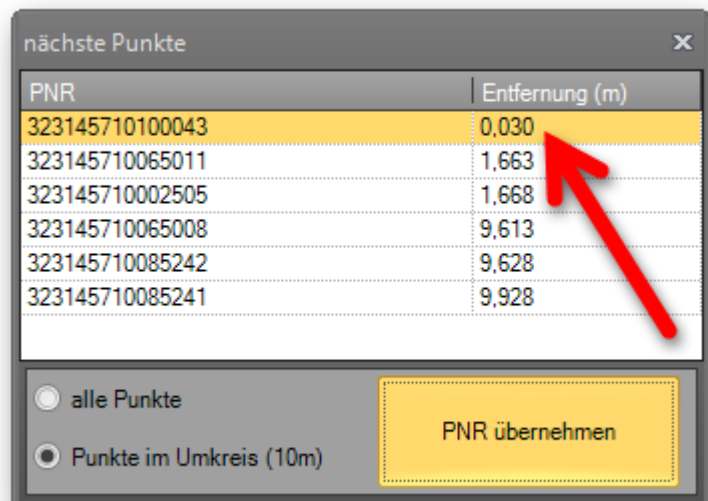 nächste Punkte
PNR Entfernung (m)
323145710100043 0,030
323145710065011 1,663
323145710002505 1,668
323145710065008 9,613
323145710085242 9,628
323145710085241 9,928
alle Punkte
Punkte im Umkreis (10m)
PNR übernehmen